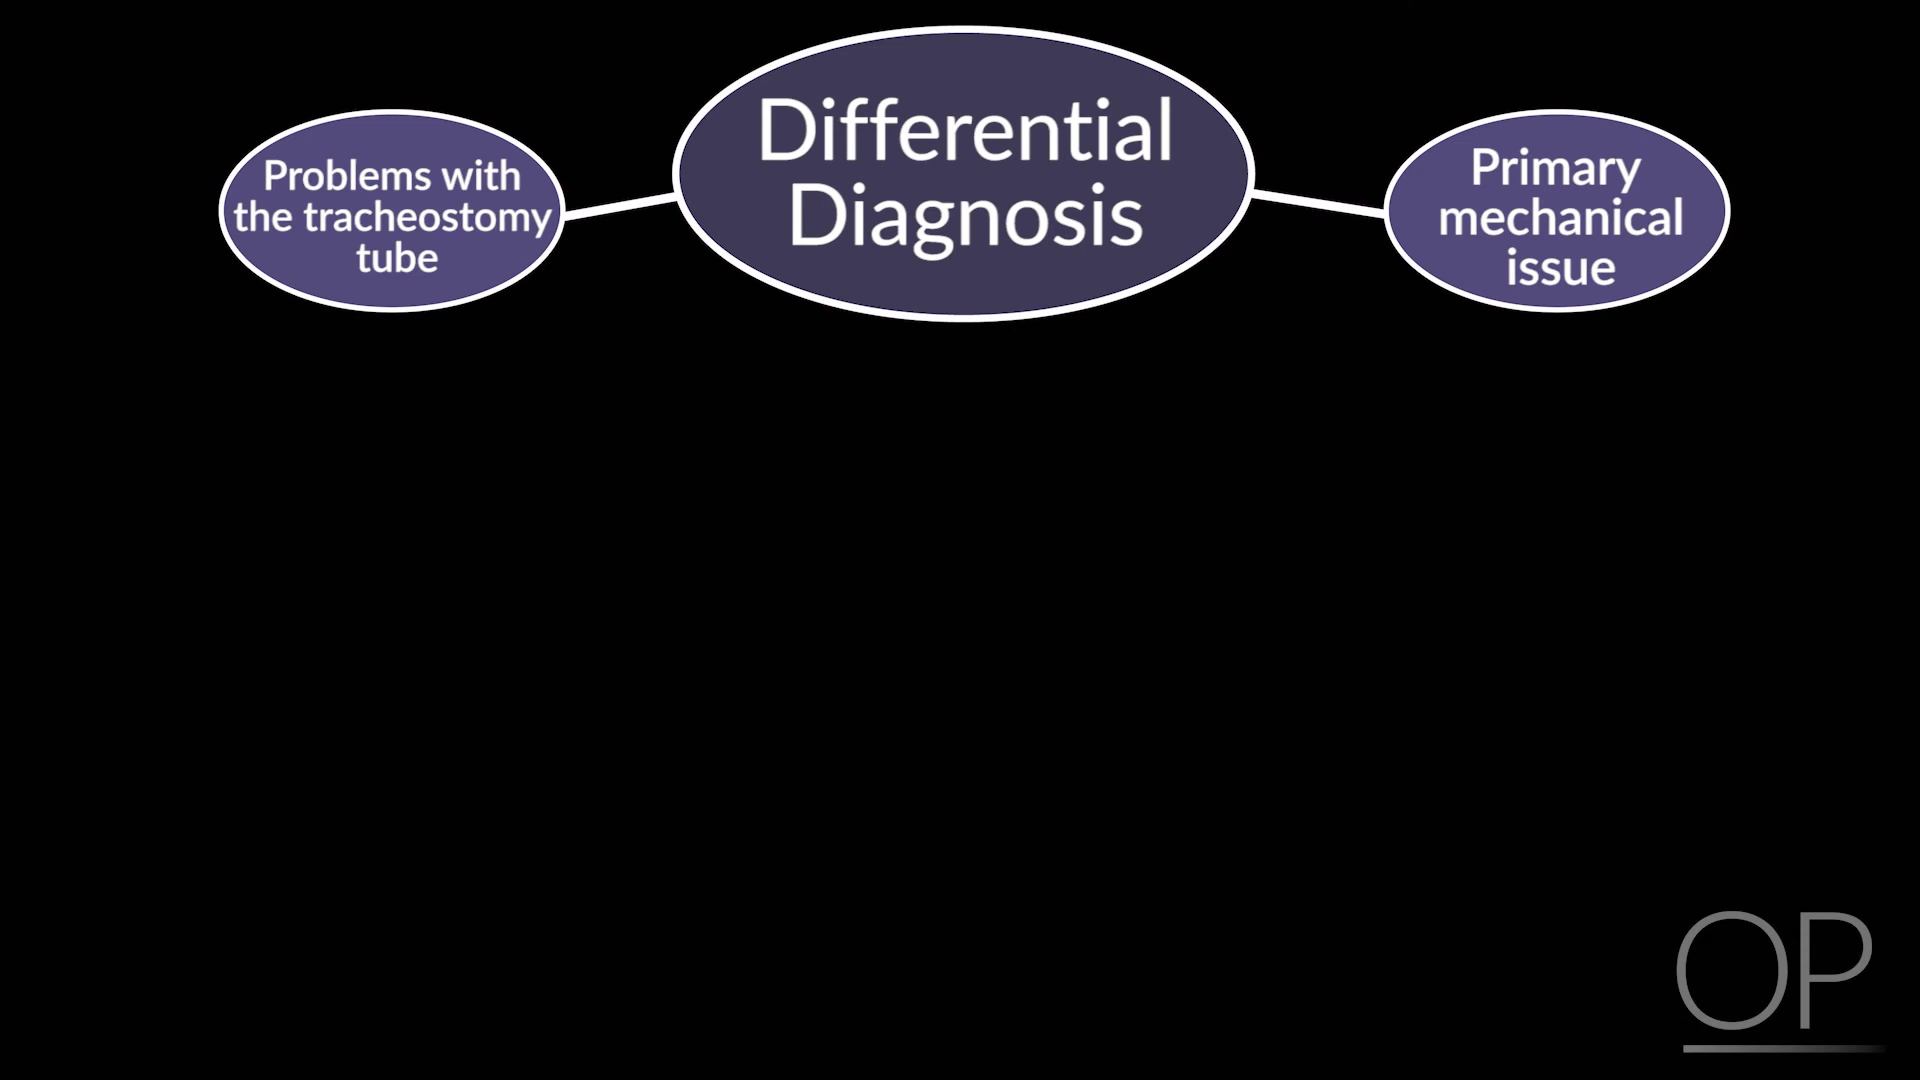 Differential
Diagnosis
Problems with
the tracheostomy
tube
Primary
mechanical
issue
OP